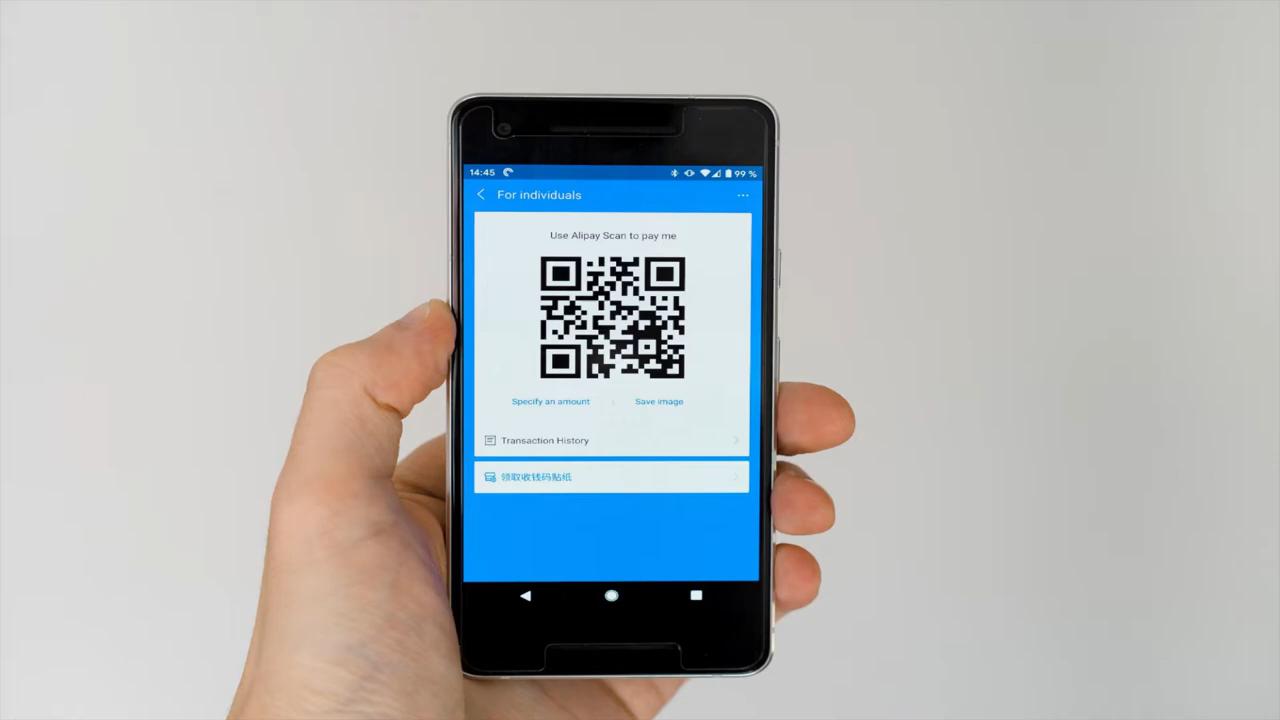 14:45 99 %
For individuals
Use Alipay Scan to pay me
Specify an amount Save image
Transaction History
领取收钱码贴纸